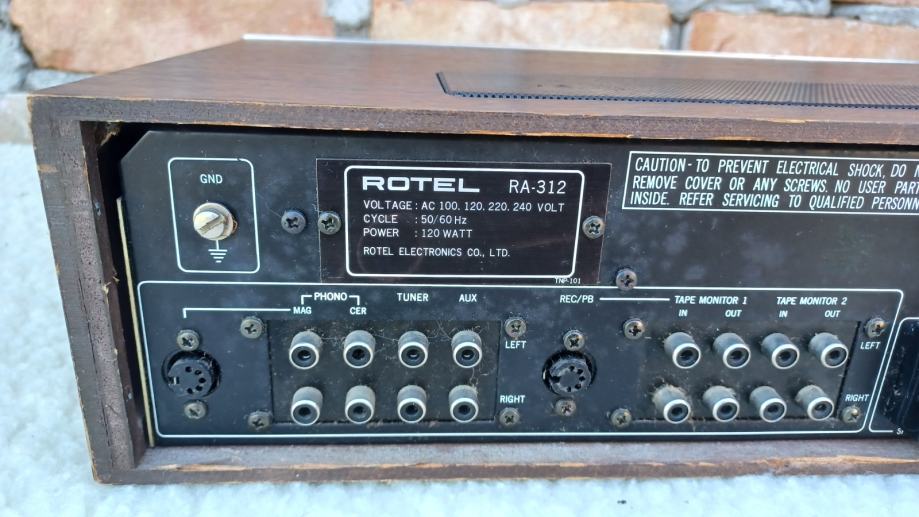 GND
ROTEL RA-312
VOLTAGE : AC 100. 120. 220. 240 VOLT
CYCLE : 50/60 Hz
POWER : 120 WATT
ROTEL ELECTRONICS CO., LTD.
TNP-101
CAUTION - TO PREVENT ELECTRICAL SHOCK, DO
REMOVE COVER OR ANY SCREWS. NO USER
INSIDE. REFER SERVICING TO QUALIFIED
PHONO
MAG CER TUNER AUX
LEFT
RIGHT
REC/PB TAPE MONITOR 1 TAPE MONITOR 2
IN OUT IN OUT
LEFT
RIGHT